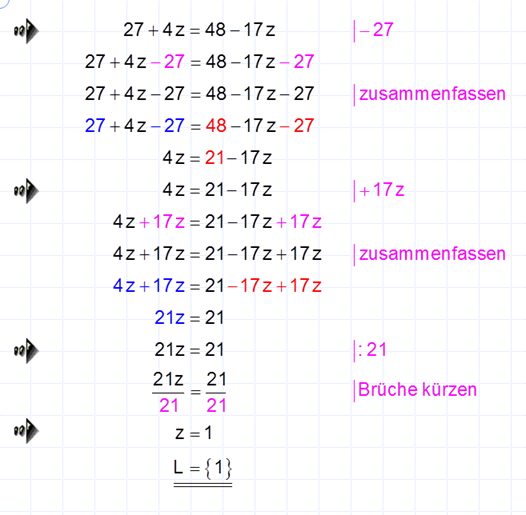 27 + 4z = 48 − 17z |− 27
27 + 4z − 27 = 48 − 17z − 27
27 + 4z − 27 = 48 − 17z − 27 |zusammenfassen
27 + 4z − 27 = 48 − 17z − 27
4z = 21 − 17z
4z = 21 − 17z |+ 17z
4z + 17z = 21 − 17z + 17z
4z + 17z = 21 − 17z + 17z |zusammenfassen
4z + 17z = 21 − 17z + 17z
21z = 21
21z = 21 |: 21
21z/21 = 21/21 |Brüche kürzen
z = 1
L = {1}